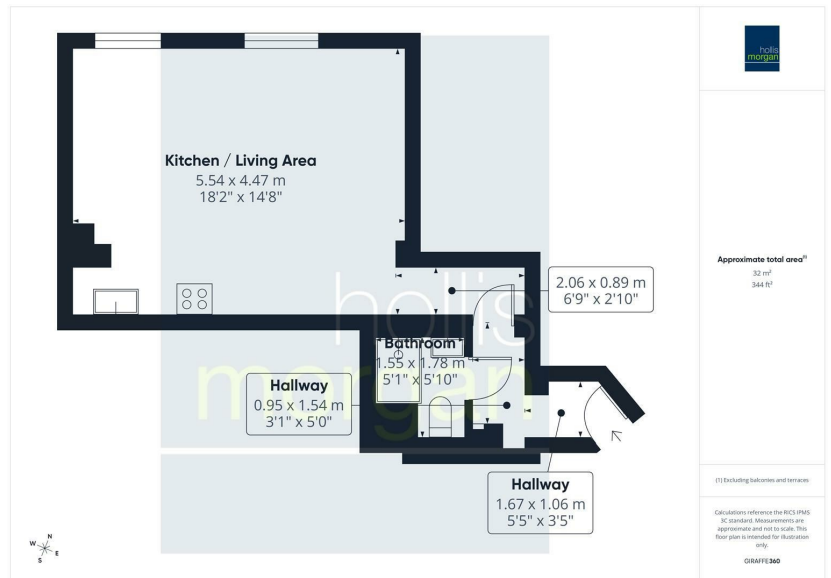 Kitchen / Living Area
5.54 x 4.47 m
18'2" x 14'8"
2.06 x 0.89 m
6'9" x 2'10"
Bathroom
1.55 x 1.78 m
5'1" x 5'10"
Hallway
0.95 x 1.54 m
3'1" x 5'0"
Hallway
1.67 x 1.06 m
5'5" x 3'5"
hollis
morgan
N
W
E
S
hollis
morgan
Approximate total area⁽¹⁾
32 m²
344 ft²
(1) Excluding balconies and terraces
Calculations reference the RICS IPMS
3C standard. Measurements are
approximate and not to scale. This
floor plan is intended for illustration
only.
GIRAFFE360